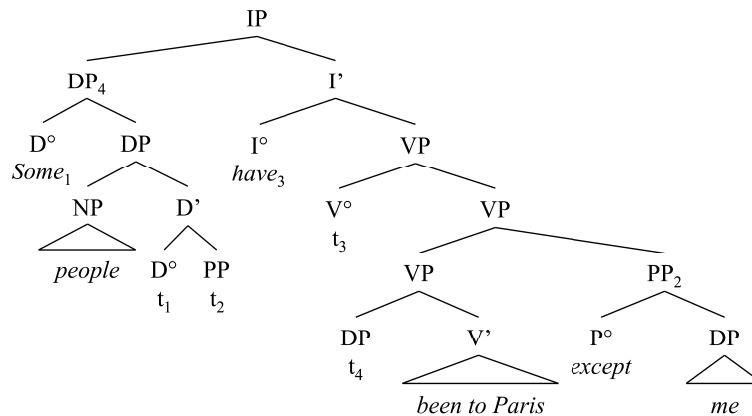 IP
DP₄ I’
D° DP I° VP
Some₁ have₃
NP D’ V° VP
t₃
people D° PP VP PP₂
t₁ t₂
DP V’ P° DP
t₄ except
been to Paris me